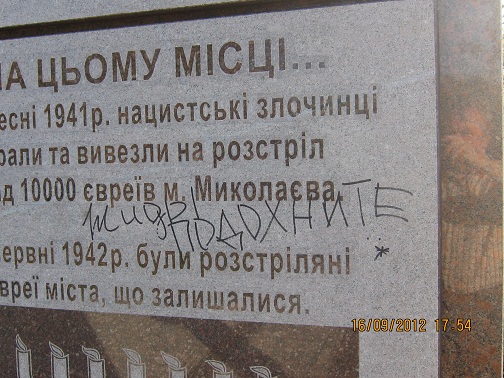 НА ЦЬОМУ МІСЦІ...
есні 1941р. нацистські злочинці
рали та вивезли на розстріл
д 10000 євреїв м. Миколаєва.
жиды ПОДОХНИТЕ
ервні 1942р. були розстріляні *
вреї міста, що залишалися.
16/09/2012 17:54